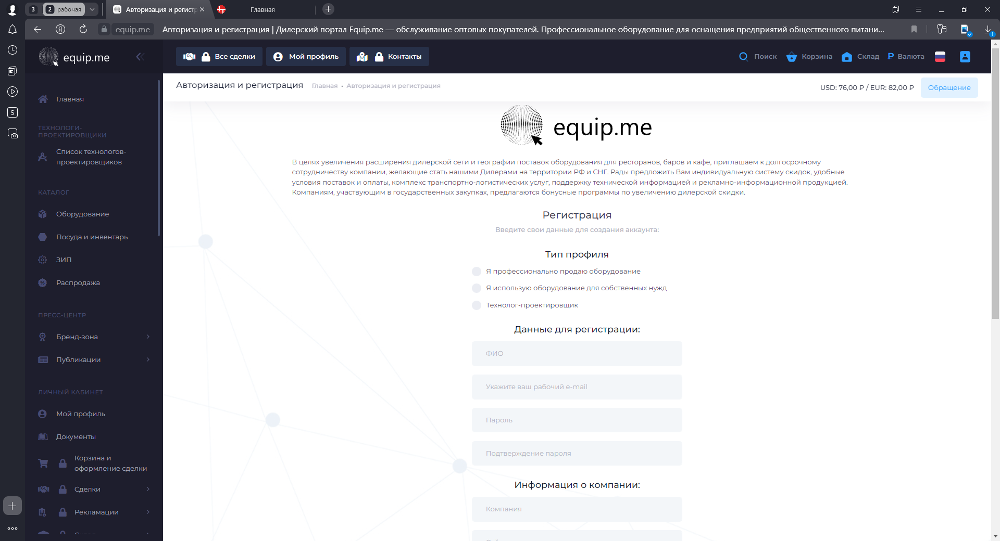 3
2 рабочая
Авторизация и регистр
Главная
equip.me
Авторизация и регистрация | Дилерский портал Equip.me — обслуживание оптовых покупателей. Профессиональное оборудование для оснащения предприятий общественного питани...
1
5
equip.me
Все сделки
Мой профиль
Контакты
Поиск
Корзина
Склад
₽ Валюта
Авторизация и регистрация
Главная • Авторизация и регистрация
USD: 76,00 ₽ / EUR: 82,00 ₽
Обращение
Главная
ТЕХНОЛОГИ-
ПРОЕКТИРОВЩИКИ
Список технологов-
проектировщиков
КАТАЛОГ
Оборудование
Посуда и инвентарь
ЗИП
Распродажа
ПРЕСС-ЦЕНТР
Бренд-зона
Публикации
ЛИЧНЫЙ КАБИНЕТ
Мой профиль
Документы
Корзина и
оформление сделки
Сделки
Рекламации
equip.me
В целях увеличения расширения дилерской сети и географии поставок оборудования для ресторанов, баров и кафе, приглашаем к долгосрочному
сотрудничеству компании, желающие стать нашими Дилерами на территории РФ и СНГ. Рады предложить Вам индивидуальную систему скидок, удобные
условия поставок и оплаты, комплекс транспортно-логистических услуг, поддержку технической информацией и рекламно-информационной продукцией.
Компаниям, участвующим в государственных закупках, предлагаются бонусные программы по увеличению дилерской скидки.
Регистрация
Введите свои данные для создания аккаунта:
Тип профиля
Я профессионально продаю оборудование
Я использую оборудование для собственных нужд
Технолог-проектировщик
Данные для регистрации:
ФИО
Укажите ваш рабочий e-mail
Пароль
Подтверждение пароля
Информация о компании:
Компания